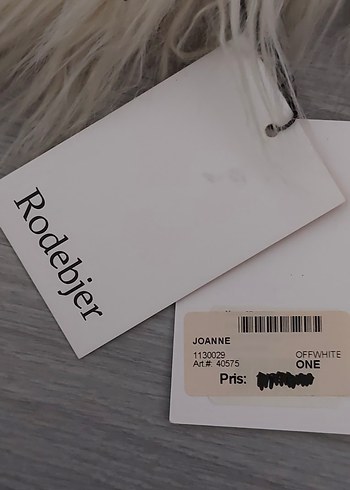 Rodebjer
JOANNE
1130029 OFFWHITE
Art.#: 40575 ONE
Pris: